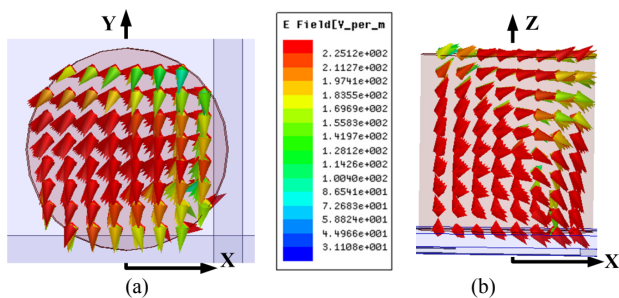 Y
X
(a)
E Field[Y_per_m
2.2512e+002
2.1127e+002
1.9741e+002
1.8355e+002
1.6969e+002
1.5583e+002
1.4197e+002
1.2812e+002
1.1426e+002
1.0040e+002
8.6541e+001
7.2683e+001
5.8824e+001
4.4966e+001
3.1108e+001
Z
X
(b)